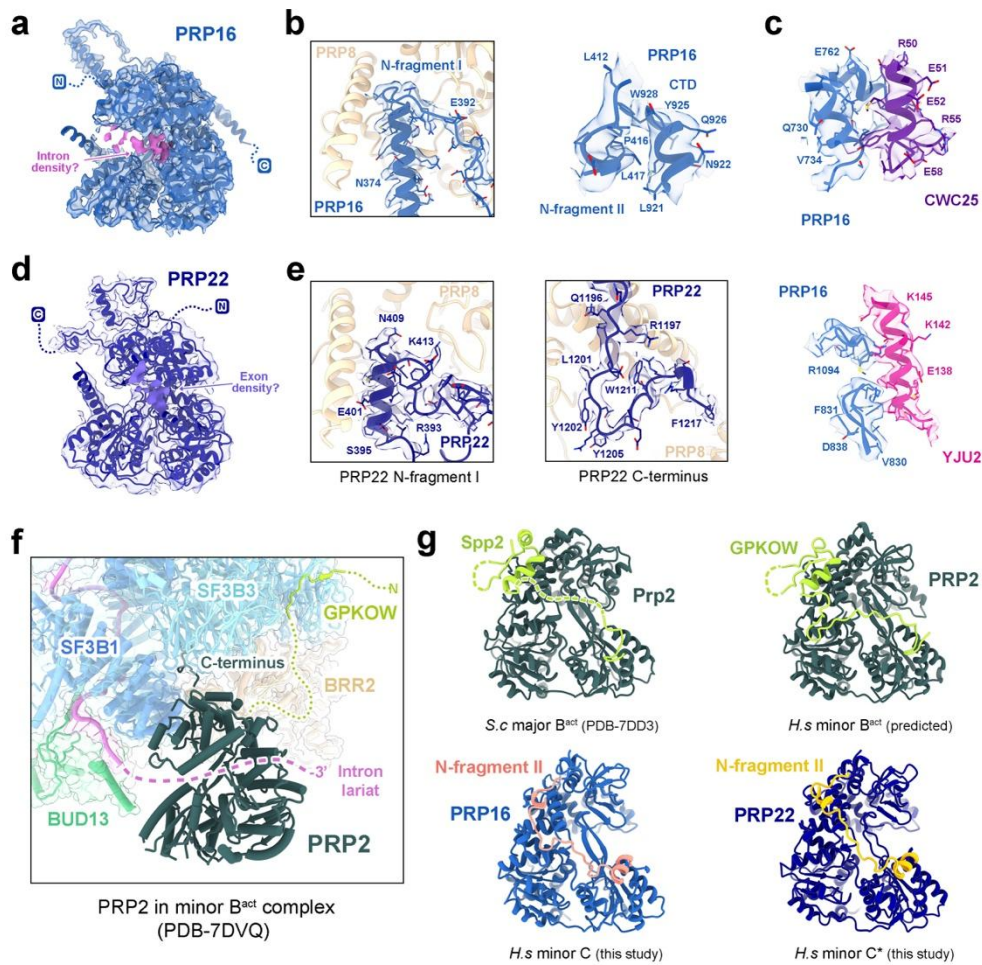 a
PRP16
N
Intron
density?
C
b
PRP8
N-fragment I
E392
N374
PRP16
PRP16
L412
CTD
W928
Y925
Q926
P416
N922
L417
L921
N-fragment II
c
E762
R50
E51
E52
Q730
R55
V734
E58
PRP16
CWC25
d
PRP22
C
N
Exon
density?
e
PRP8
N409
K413
E401
R393
S395
PRP22
PRP22 N-fragment I
Q1196
PRP22
R1197
L1201
W1211
Y1202
F1217
Y1205
PRP8
PRP22 C-terminus
PRP16
K145
K142
R1094
E138
F831
D838
V830
YJU2
f
SF3B3
N
GPKOW
SF3B1
C-terminus
BRR2
-3' Intron
lariat
BUD13
PRP2
PRP2 in minor Bact complex
(PDB-7DVQ)
g
Spp2
Prp2
S.c major Bact (PDB-7DD3)
GPKOW
PRP2
H.s minor Bact (predicted)
N-fragment II
PRP16
H.s minor C (this study)
N-fragment II
PRP22
H.s minor C* (this study)